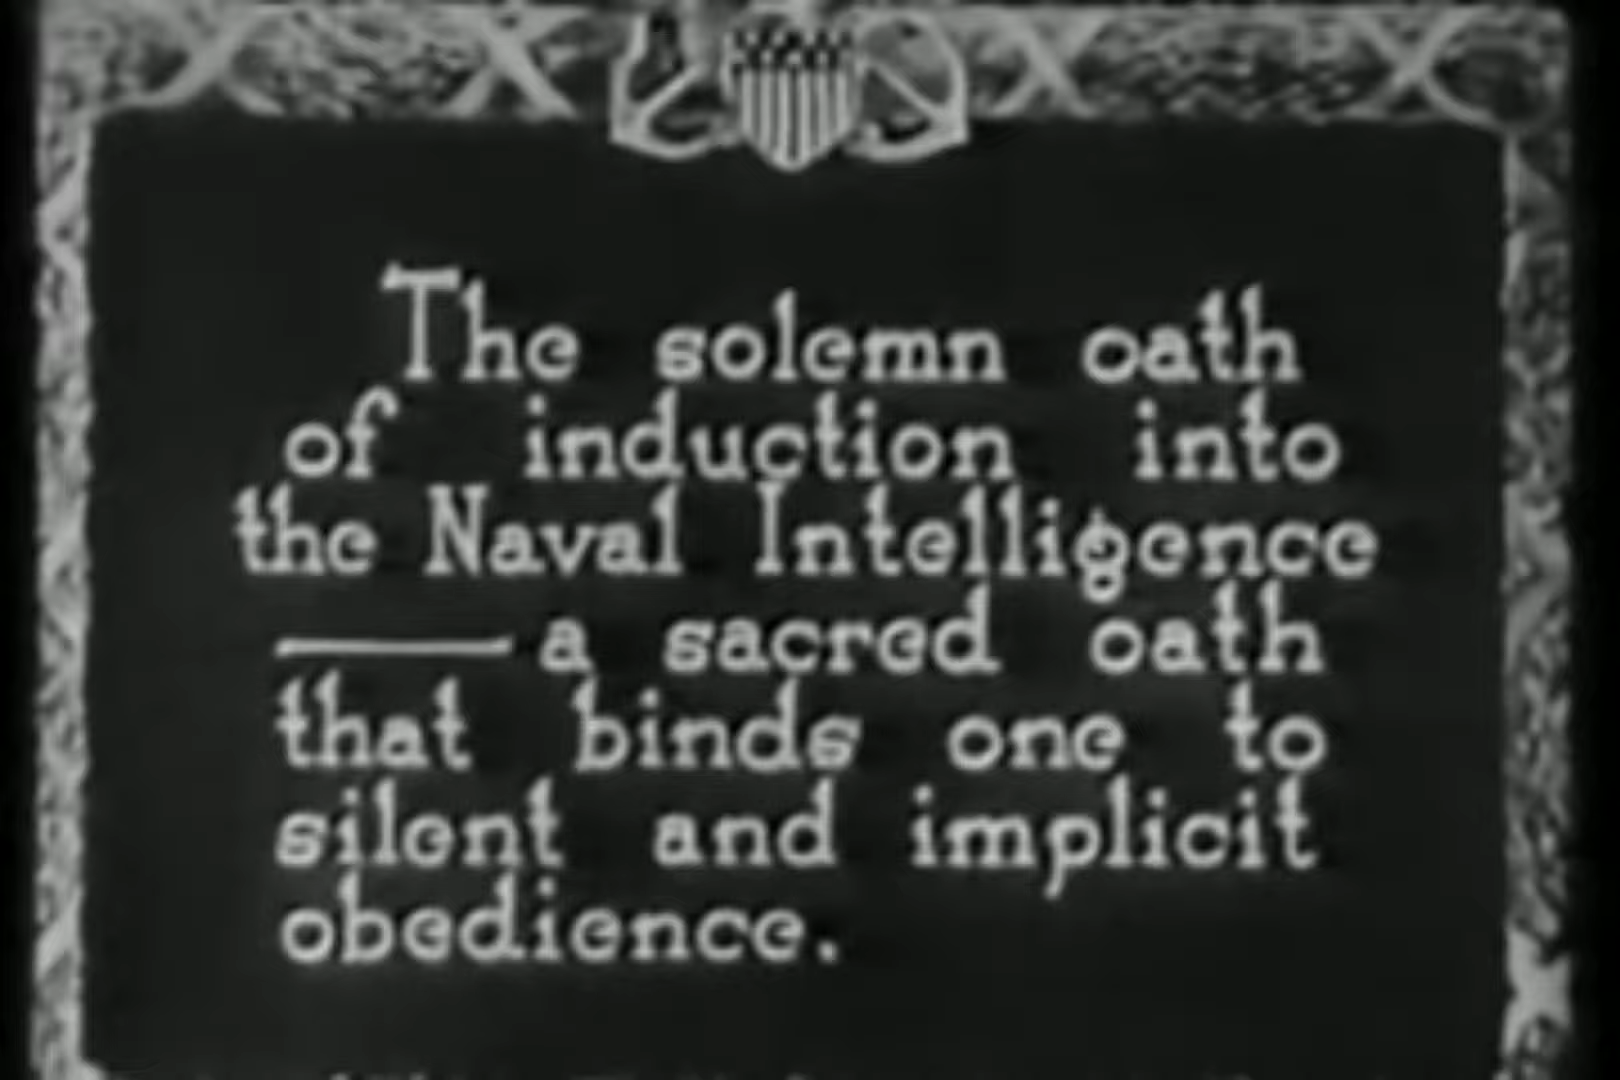 The solemn oath
of induction into
the Naval Intelligence
—— a sacred oath
that binds one to
silent and implicit
obedience.